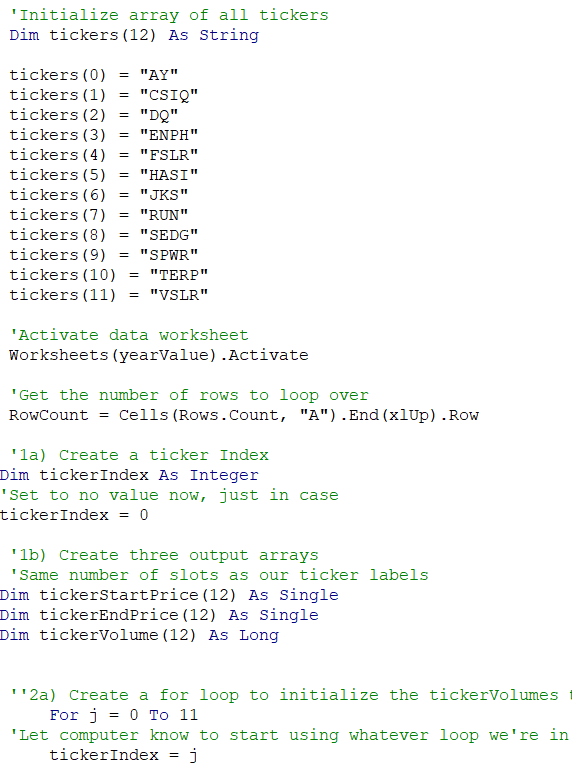 'Initialize array of all tickers
Dim tickers(12) As String
tickers(0) = "AY"
tickers(1) = "CSIQ"
tickers(2) = "DQ"
tickers(3) = "ENPH"
tickers(4) = "FSLR"
tickers(5) = "HASI"
tickers(6) = "JKS"
tickers(7) = "RUN"
tickers(8) = "SEDG"
tickers(9) = "SPWR"
tickers(10) = "TERP"
tickers(11) = "VSLR"
'Activate data worksheet
Worksheets(yearValue).Activate
'Get the number of rows to loop over
RowCount = Cells(Rows.Count, "A").End(xlUp).Row
'1a) Create a ticker Index
Dim tickerIndex As Integer
'Set to no value now, just in case
tickerIndex = 0
'1b) Create three output arrays
'Same number of slots as our ticker labels
Dim tickerStartPrice(12) As Single
Dim tickerEndPrice(12) As Single
Dim tickerVolume(12) As Long
''2a) Create a for loop to initialize the tickerVolumes
For j = 0 To 11
'Let computer know to start using whatever loop we're in
tickerIndex = j